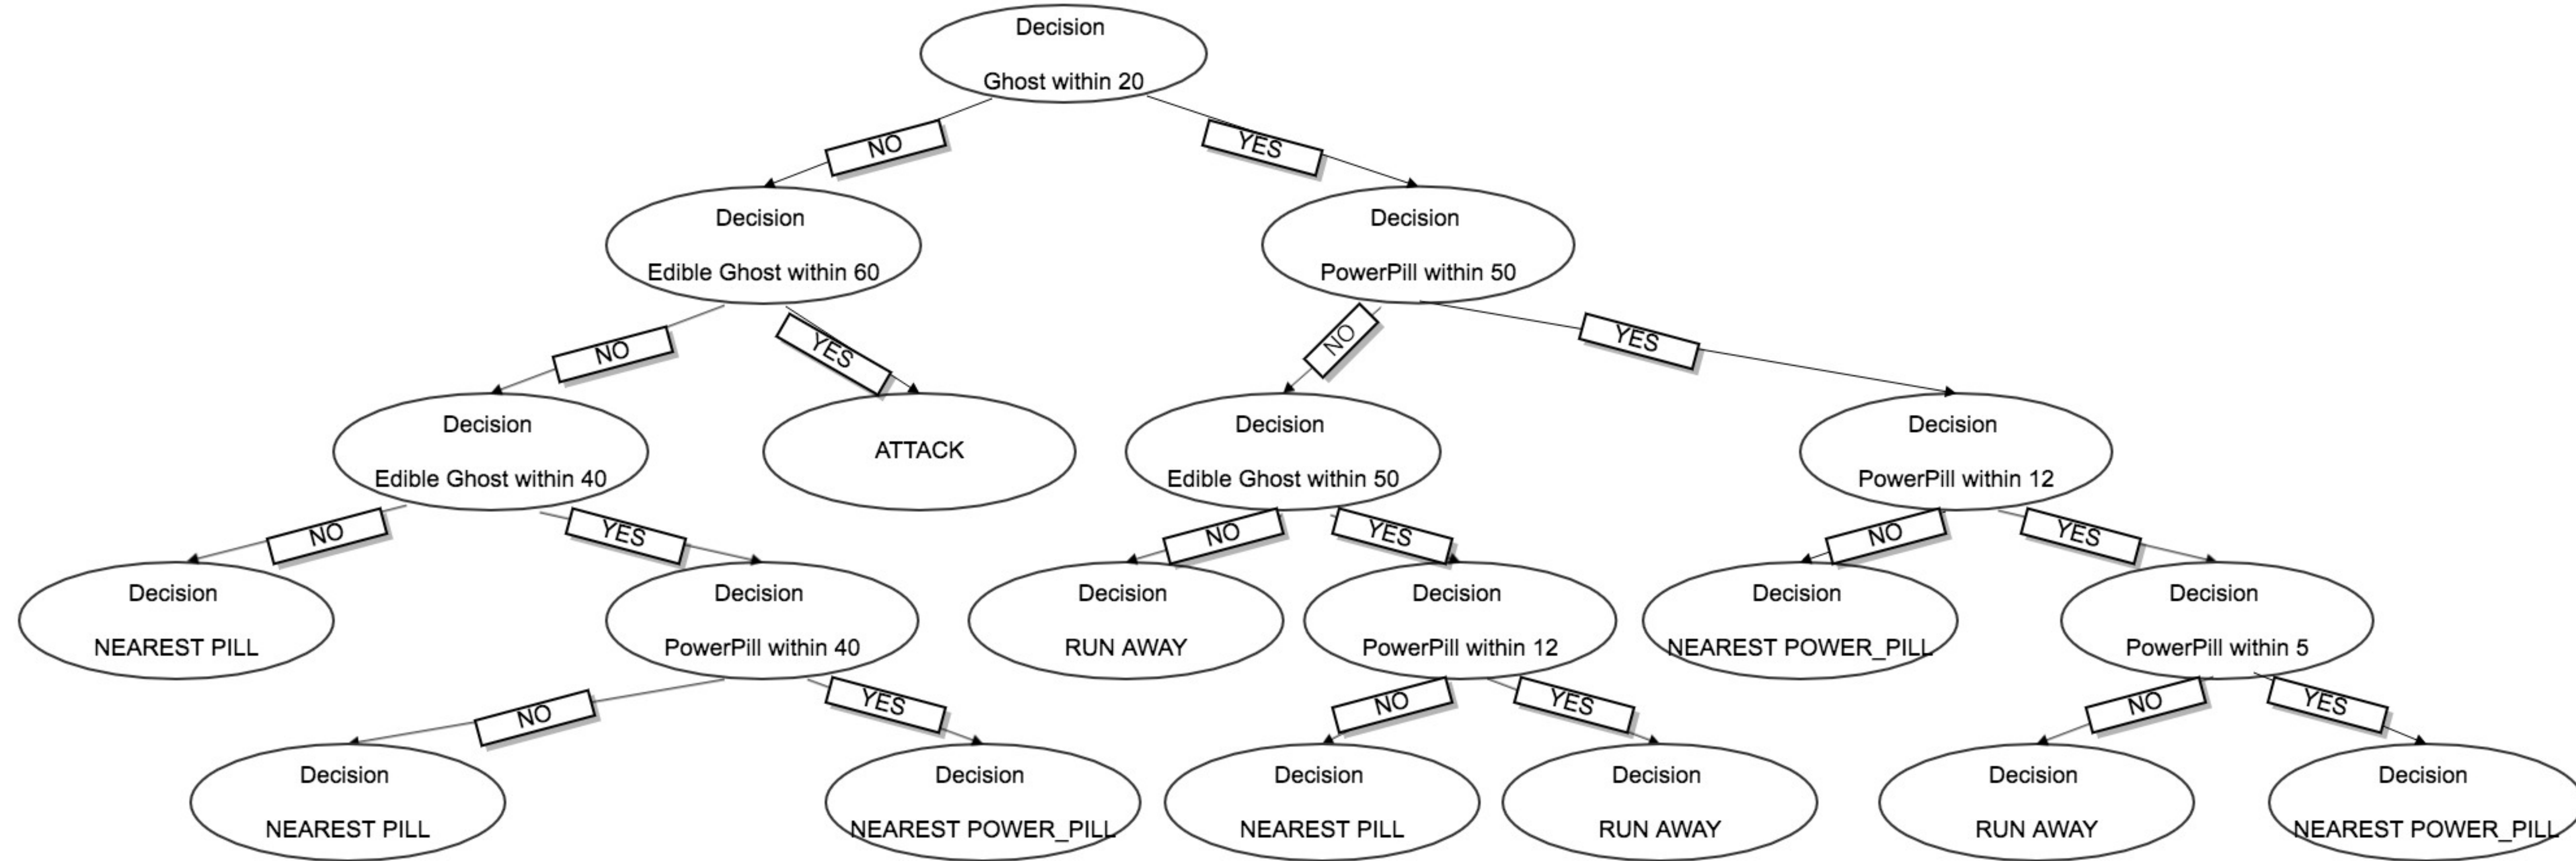 Decision
Ghost within 20
NO
YES
Decision
Edible Ghost within 60
Decision
PowerPill within 50
NO
YES
NO
YES
Decision
Edible Ghost within 40
ATTACK
Decision
Edible Ghost within 50
Decision
PowerPill within 12
NO
YES
NO
YES
NO
YES
Decision
NEAREST PILL
Decision
PowerPill within 40
Decision
RUN AWAY
Decision
PowerPill within 12
Decision
NEAREST POWER_PILL
Decision
PowerPill within 5
NO
YES
NO
YES
NO
YES
Decision
NEAREST PILL
Decision
NEAREST POWER_PILL
Decision
NEAREST PILL
Decision
RUN AWAY
Decision
RUN AWAY
Decision
NEAREST POWER_PILL